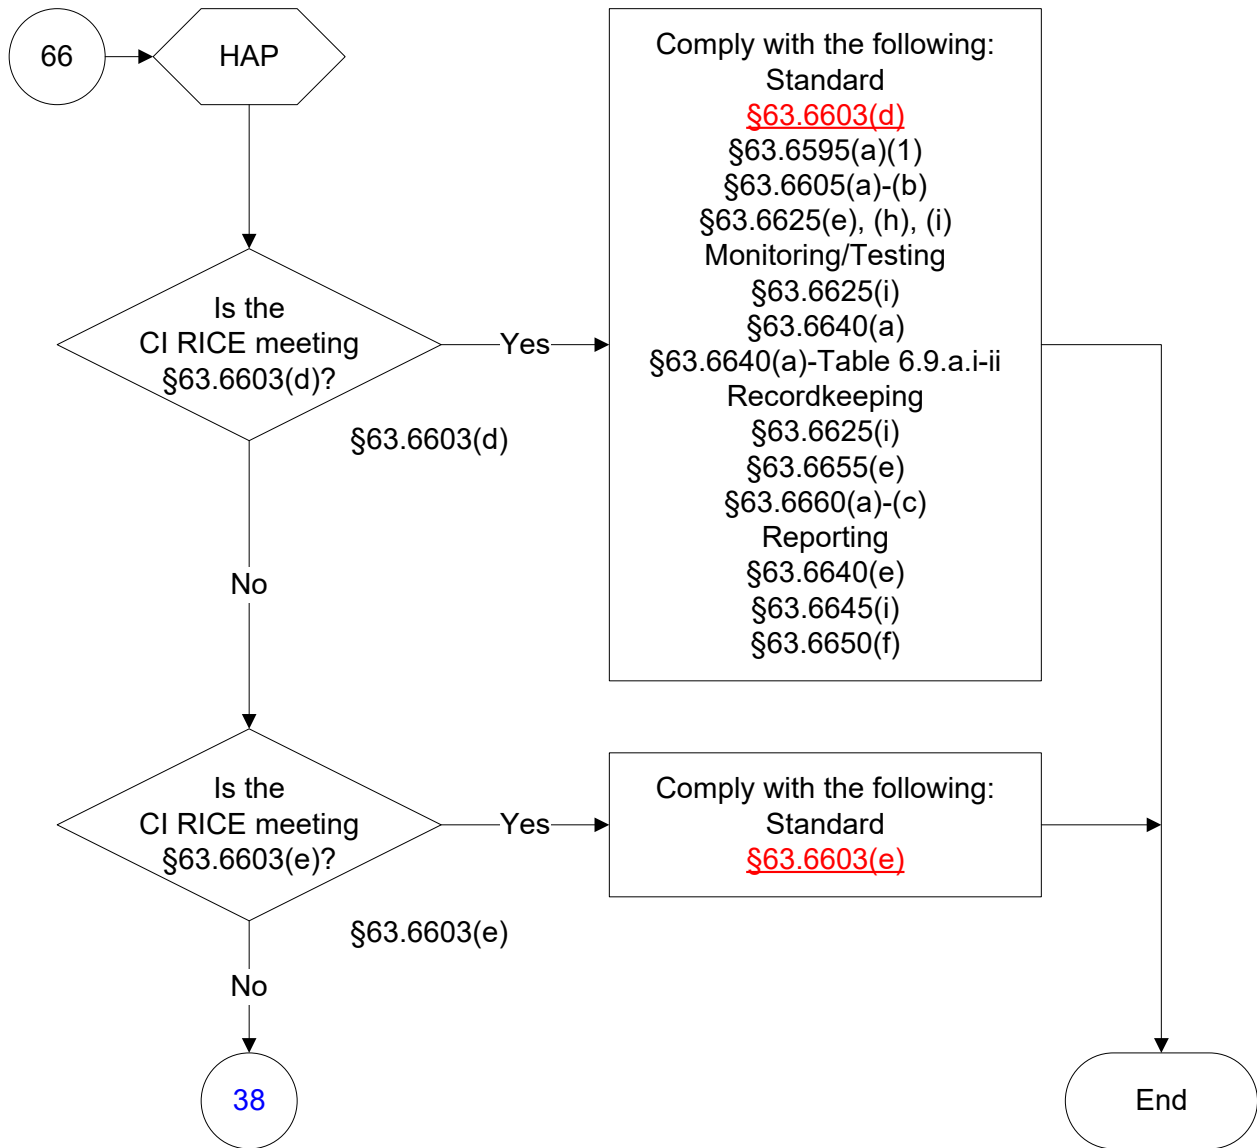 66
HAP
Comply with the following:
Standard
§63.6603(d)
§63.6595(a)(1)
§63.6605(a)-(b)
§63.6625(e), (h), (i)
Monitoring/Testing
§63.6625(i)
§63.6640(a)
§63.6640(a)-Table 6.9.a.i-ii
Recordkeeping
§63.6625(i)
§63.6655(e)
§63.6660(a)-(c)
Reporting
§63.6640(e)
§63.6645(i)
§63.6650(f)
Is the
CI RICE meeting
§63.6603(d)?
Yes
§63.6603(d)
No
Is the
CI RICE meeting
§63.6603(e)?
Yes
Comply with the following:
Standard
§63.6603(e)
§63.6603(e)
No
38
End